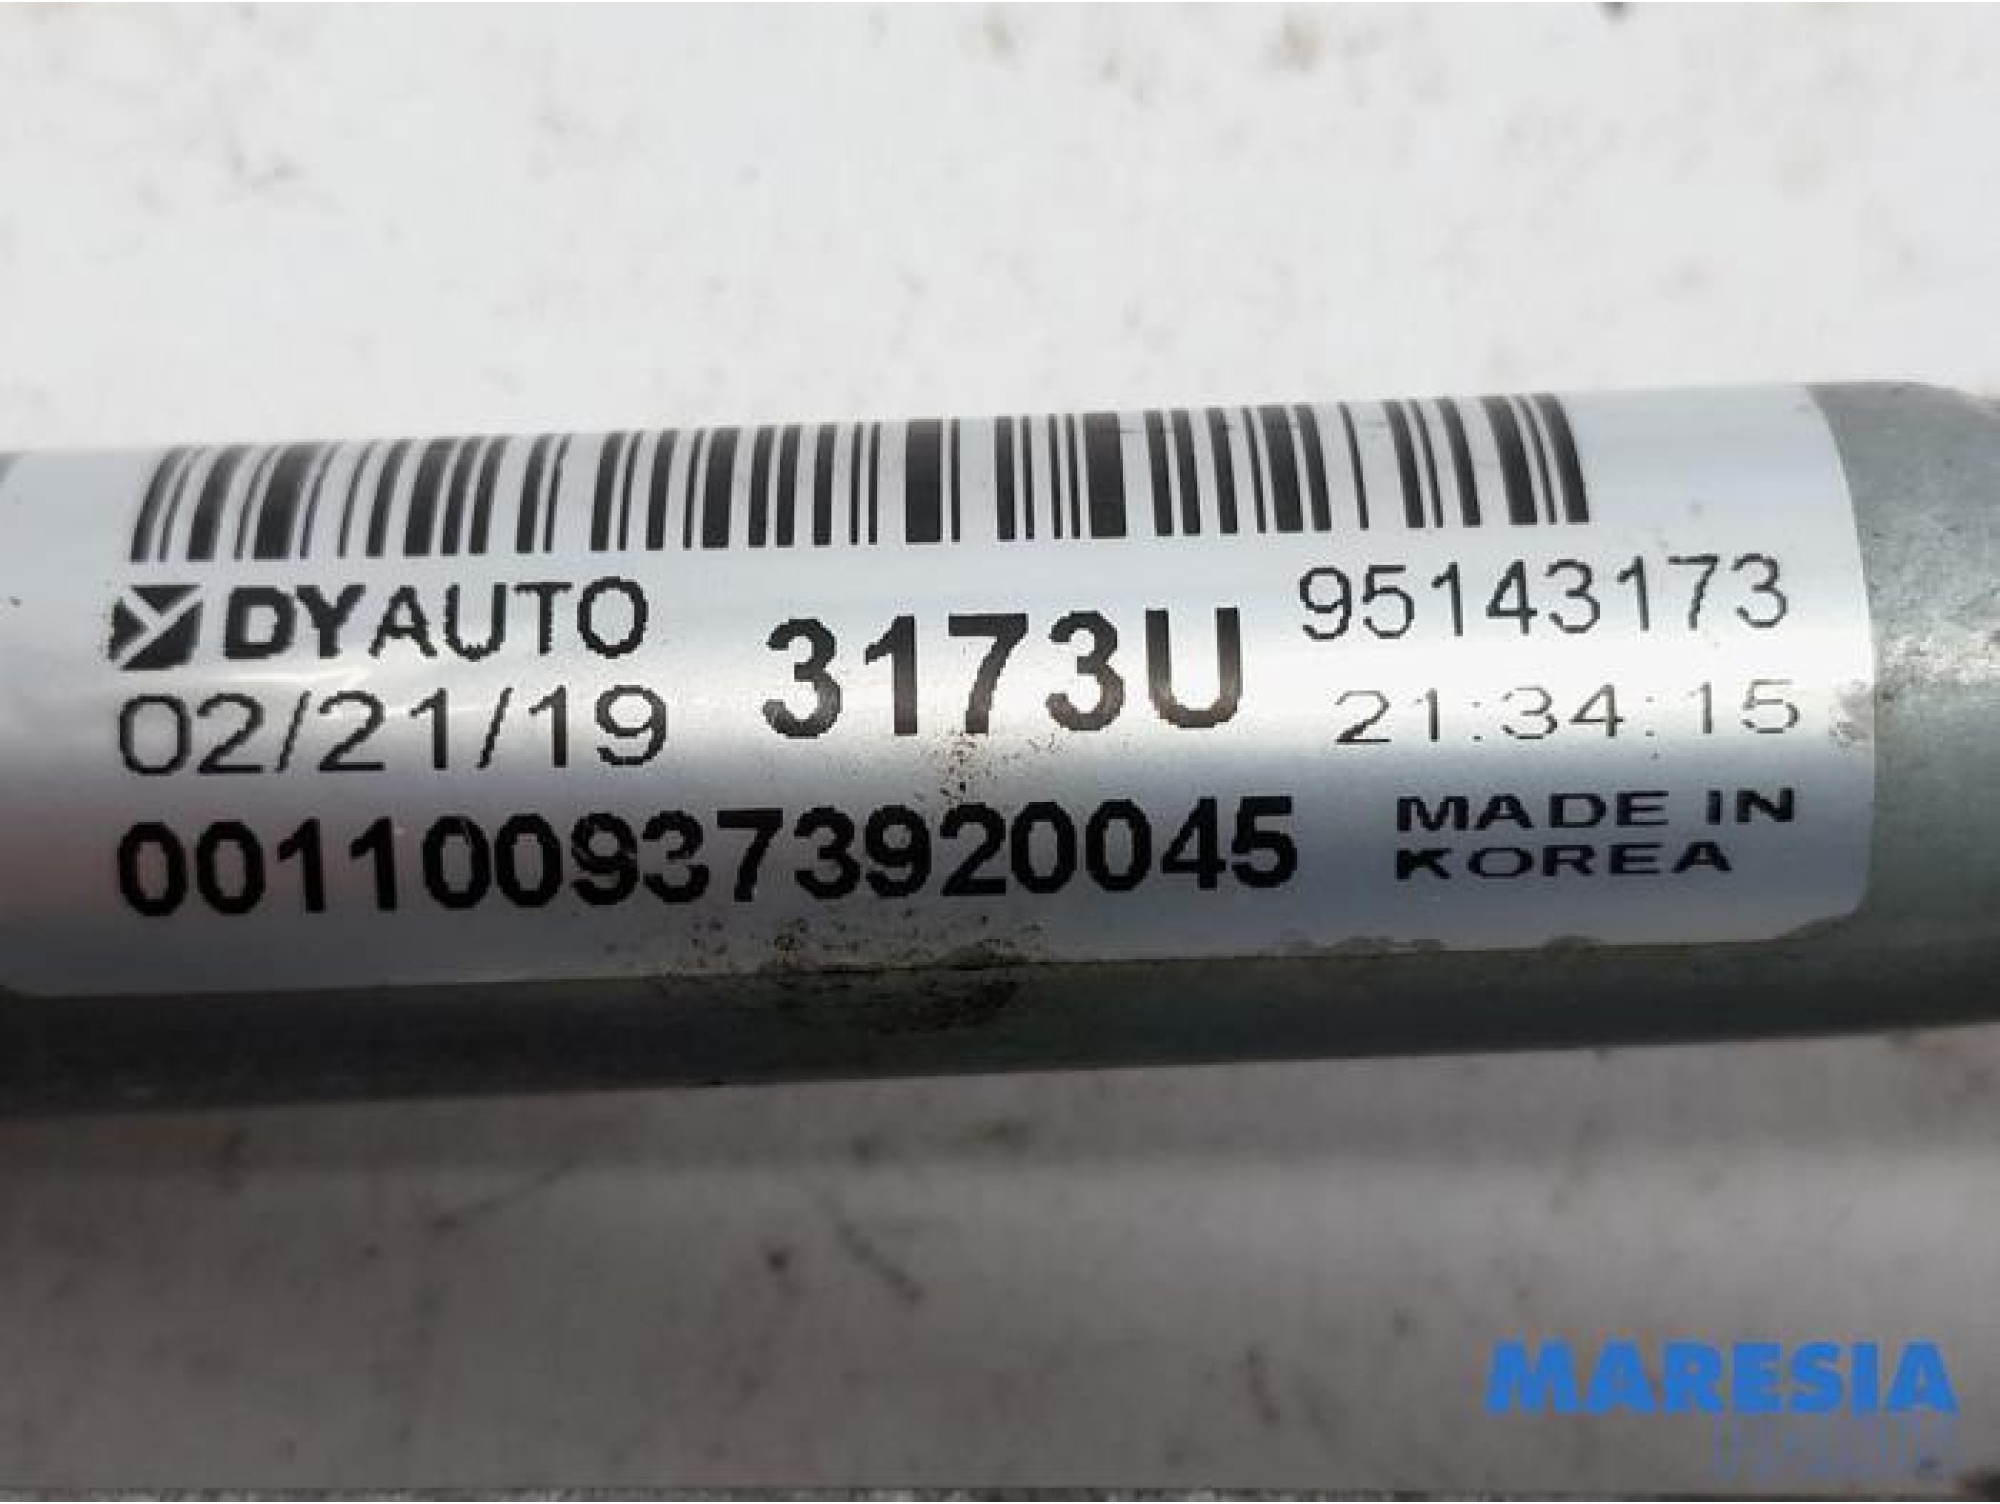 DYAUTO 3173U 95143173
02/21/19 21:34:15
0011009373920045 MADE IN
KOREA
MARESIA